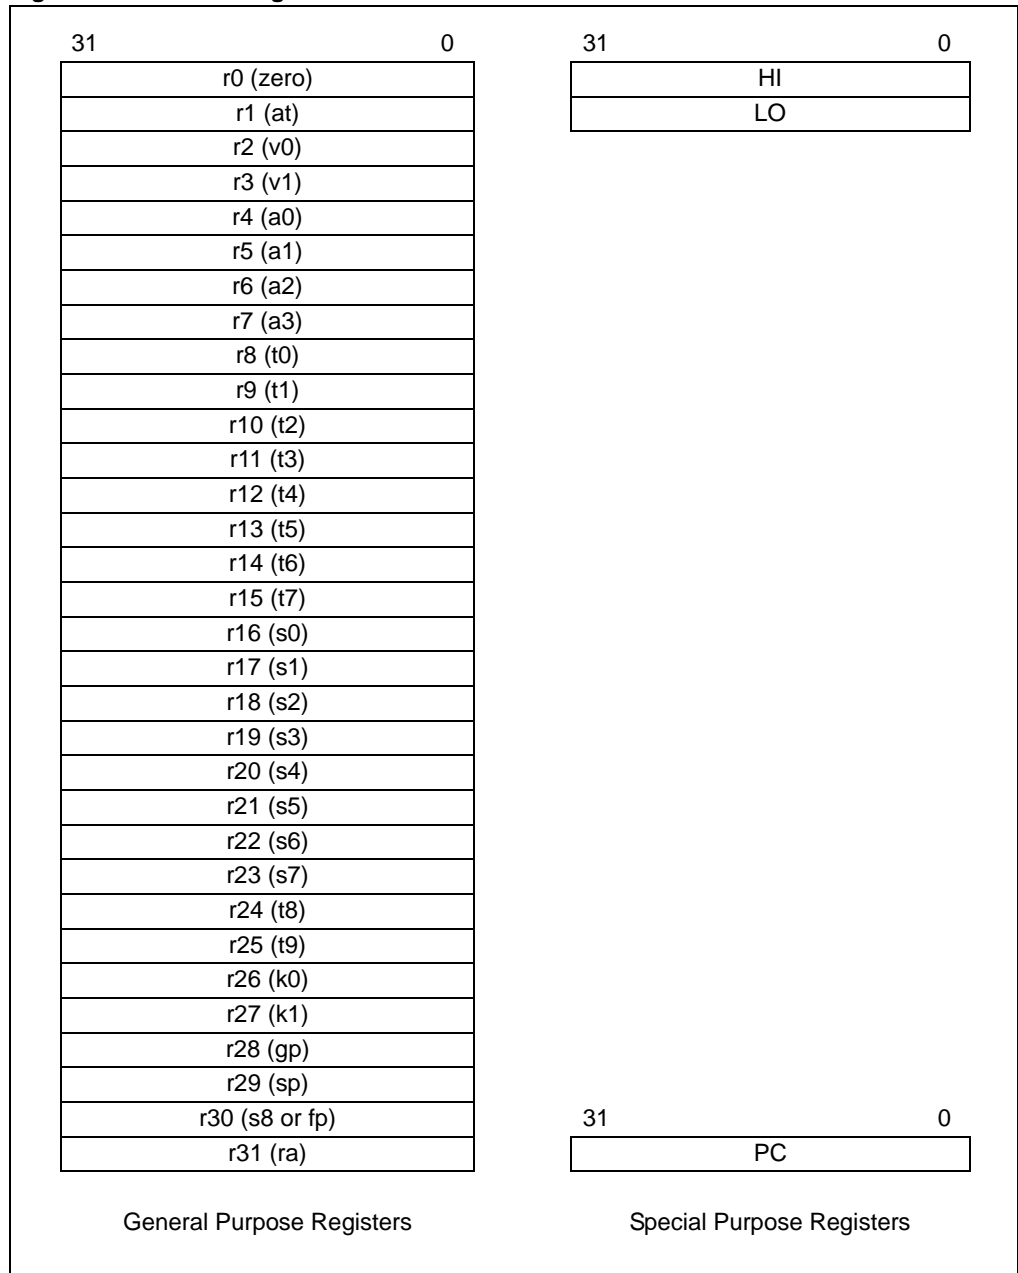 31 0
r0 (zero)
r1 (at)
r2 (v0)
r3 (v1)
r4 (a0)
r5 (a1)
r6 (a2)
r7 (a3)
r8 (t0)
r9 (t1)
r10 (t2)
r11 (t3)
r12 (t4)
r13 (t5)
r14 (t6)
r15 (t7)
r16 (s0)
r17 (s1)
r18 (s2)
r19 (s3)
r20 (s4)
r21 (s5)
r22 (s6)
r23 (s7)
r24 (t8)
r25 (t9)
r26 (k0)
r27 (k1)
r28 (gp)
r29 (sp)
r30 (s8 or fp)
r31 (ra)
General Purpose Registers
31 0
HI
LO
31 0
PC
Special Purpose Registers